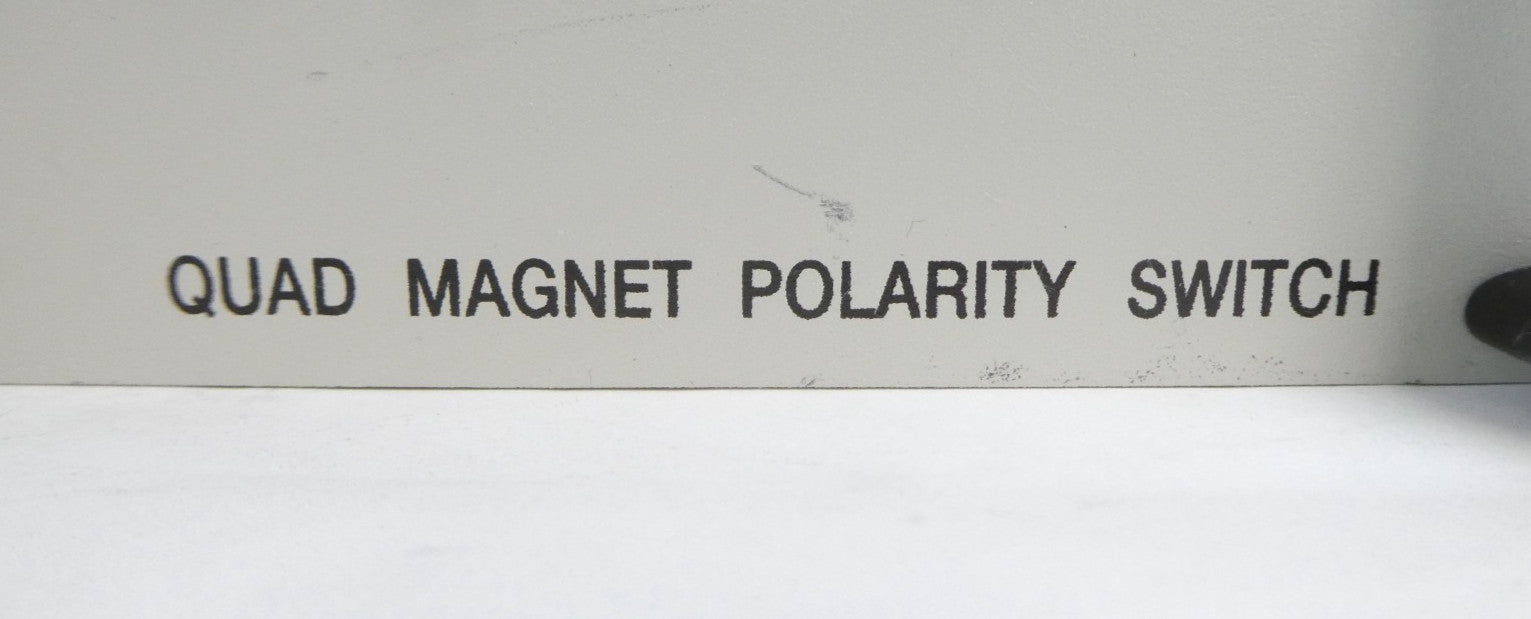 QUAD MAGNET POLARITY SWITCH